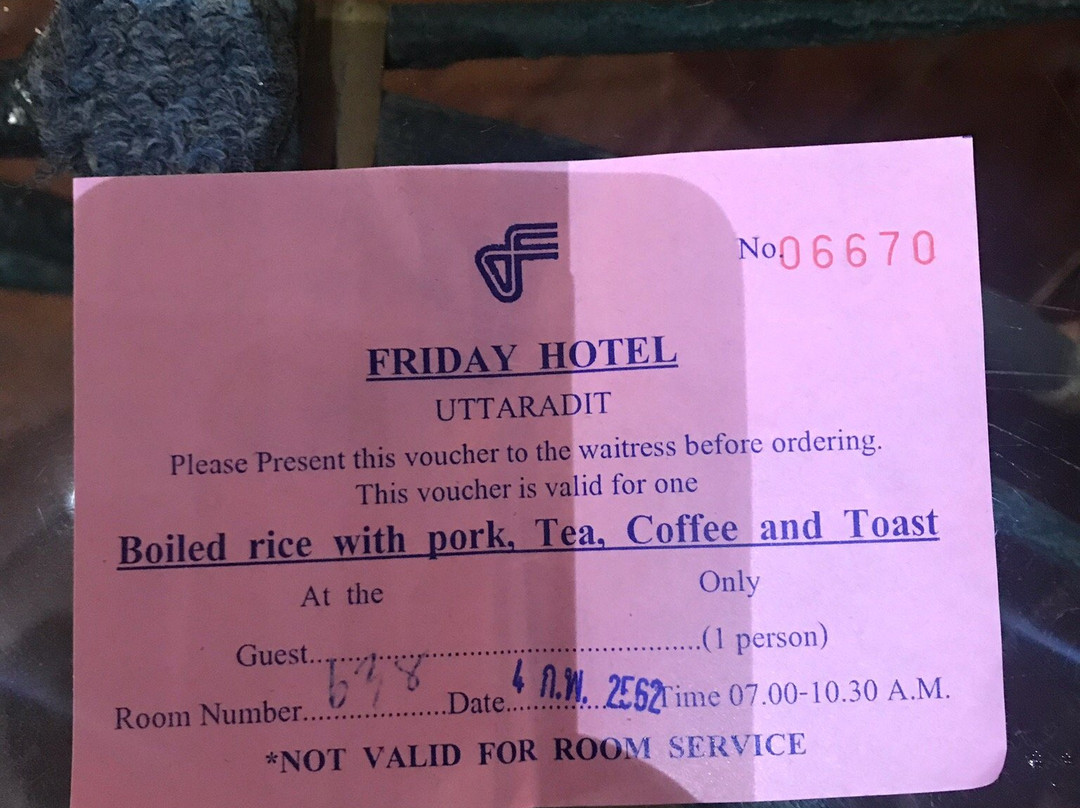 No.06670
FRIDAY HOTEL
UTTARADIT
Please Present this voucher to the waitress before ordering.
This voucher is valid for one
Boiled rice with pork, Tea, Coffee and Toast
At the Only
Guest..........(1 person)
Room Number..........Date 4 ก.พ. 2562 Time 07.00-10.30 A.M.
*NOT VALID FOR ROOM SERVICE